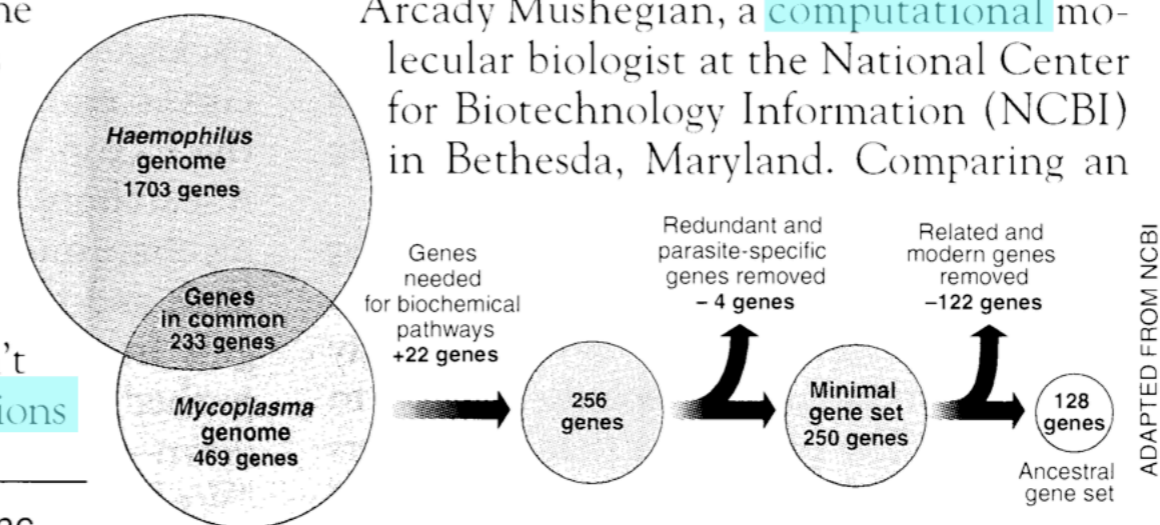 ne
Arcady Mushegian, a computational mo-
lecular biologist at the National Center
for Biotechnology Information (NCBI)
in Bethesda, Maryland. Comparing an
Haemophilus
genome
1703 genes
Genes
in common
233 genes
Mycoplasma
genome
469 genes
't
ions
Genes
needed
for biochemical
pathways
+22 genes
256
genes
Redundant and
parasite-specific
genes removed
– 4 genes
Minimal
gene set
250 genes
Related and
modern genes
removed
–122 genes
128
genes
Ancestral
gene set
ADAPTED FROM NCBI